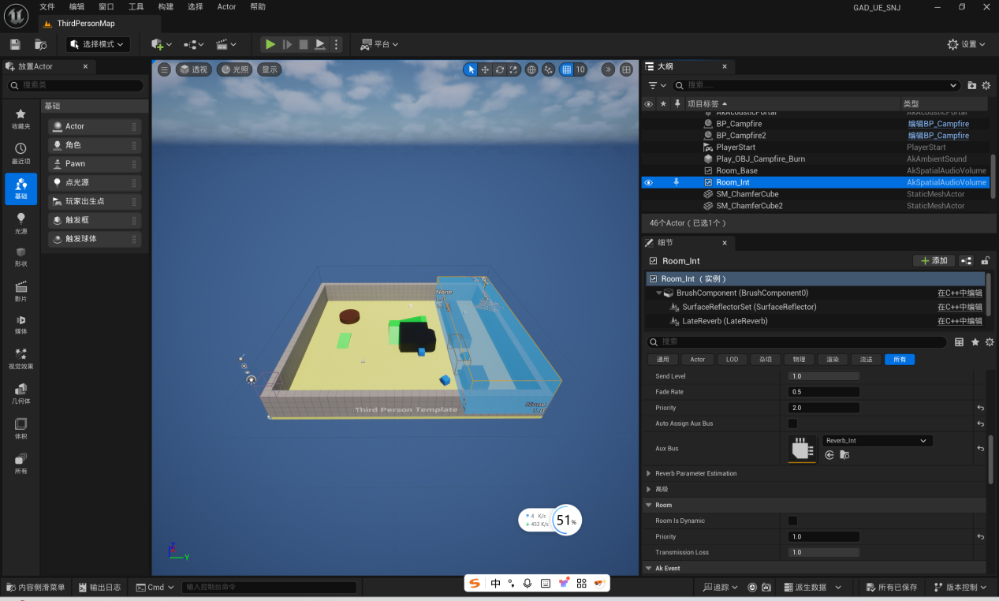 文件 编辑 窗口 工具 构建 选择 Actor 帮助
GAD_UE_SNJ
ThirdPersonMap
选择模式
平台
设置
放置Actor
搜索类
收藏夹
最近项
基础
光源
形状
影片
媒体
视觉效果
几何体
体积
所有
基础
Actor
角色
Pawn
点光源
玩家出生点
触发框
触发球体
透视 光照 显示
10
None
1.0
None
1.0
Third Person Template
4 K/s
453 K/s
51%
Z
Y
大纲
搜索......
项目标签 类型
AkAcousticPortal AkAcousticPortal
BP_Campfire 编辑BP_Campfire
BP_Campfire2 编辑BP_Campfire
PlayerStart PlayerStart
Play_OBJ_Campfire_Burn AkAmbientSound
Room_Base AkSpatialAudioVolume
Room_Int AkSpatialAudioVolume
SM_ChamferCube StaticMeshActor
SM_ChamferCube2 StaticMeshActor
46个Actor（已选1个）
细节
Room_Int
添加
Room_Int （实例）
BrushComponent (BrushComponent0) 在C++中编辑
SurfaceReflectorSet (SurfaceReflector) 在C++中编辑
LateReverb (LateReverb) 在C++中编辑
搜索
通用 Actor LOD 杂项 物理 渲染 流送 所有
Send Level 1.0
Fade Rate 0.5
Priority 2.0
Auto Assign Aux Bus
Aux Bus Reverb_Int
Reverb Parameter Estimation
高级
Room
Room Is Dynamic
Priority 1.0
Transmission Loss 1.0
Ak Event
内容侧滑菜单 输出日志 Cmd 输入控制台命令
中
追踪 派生数据 所有已保存 版本控制